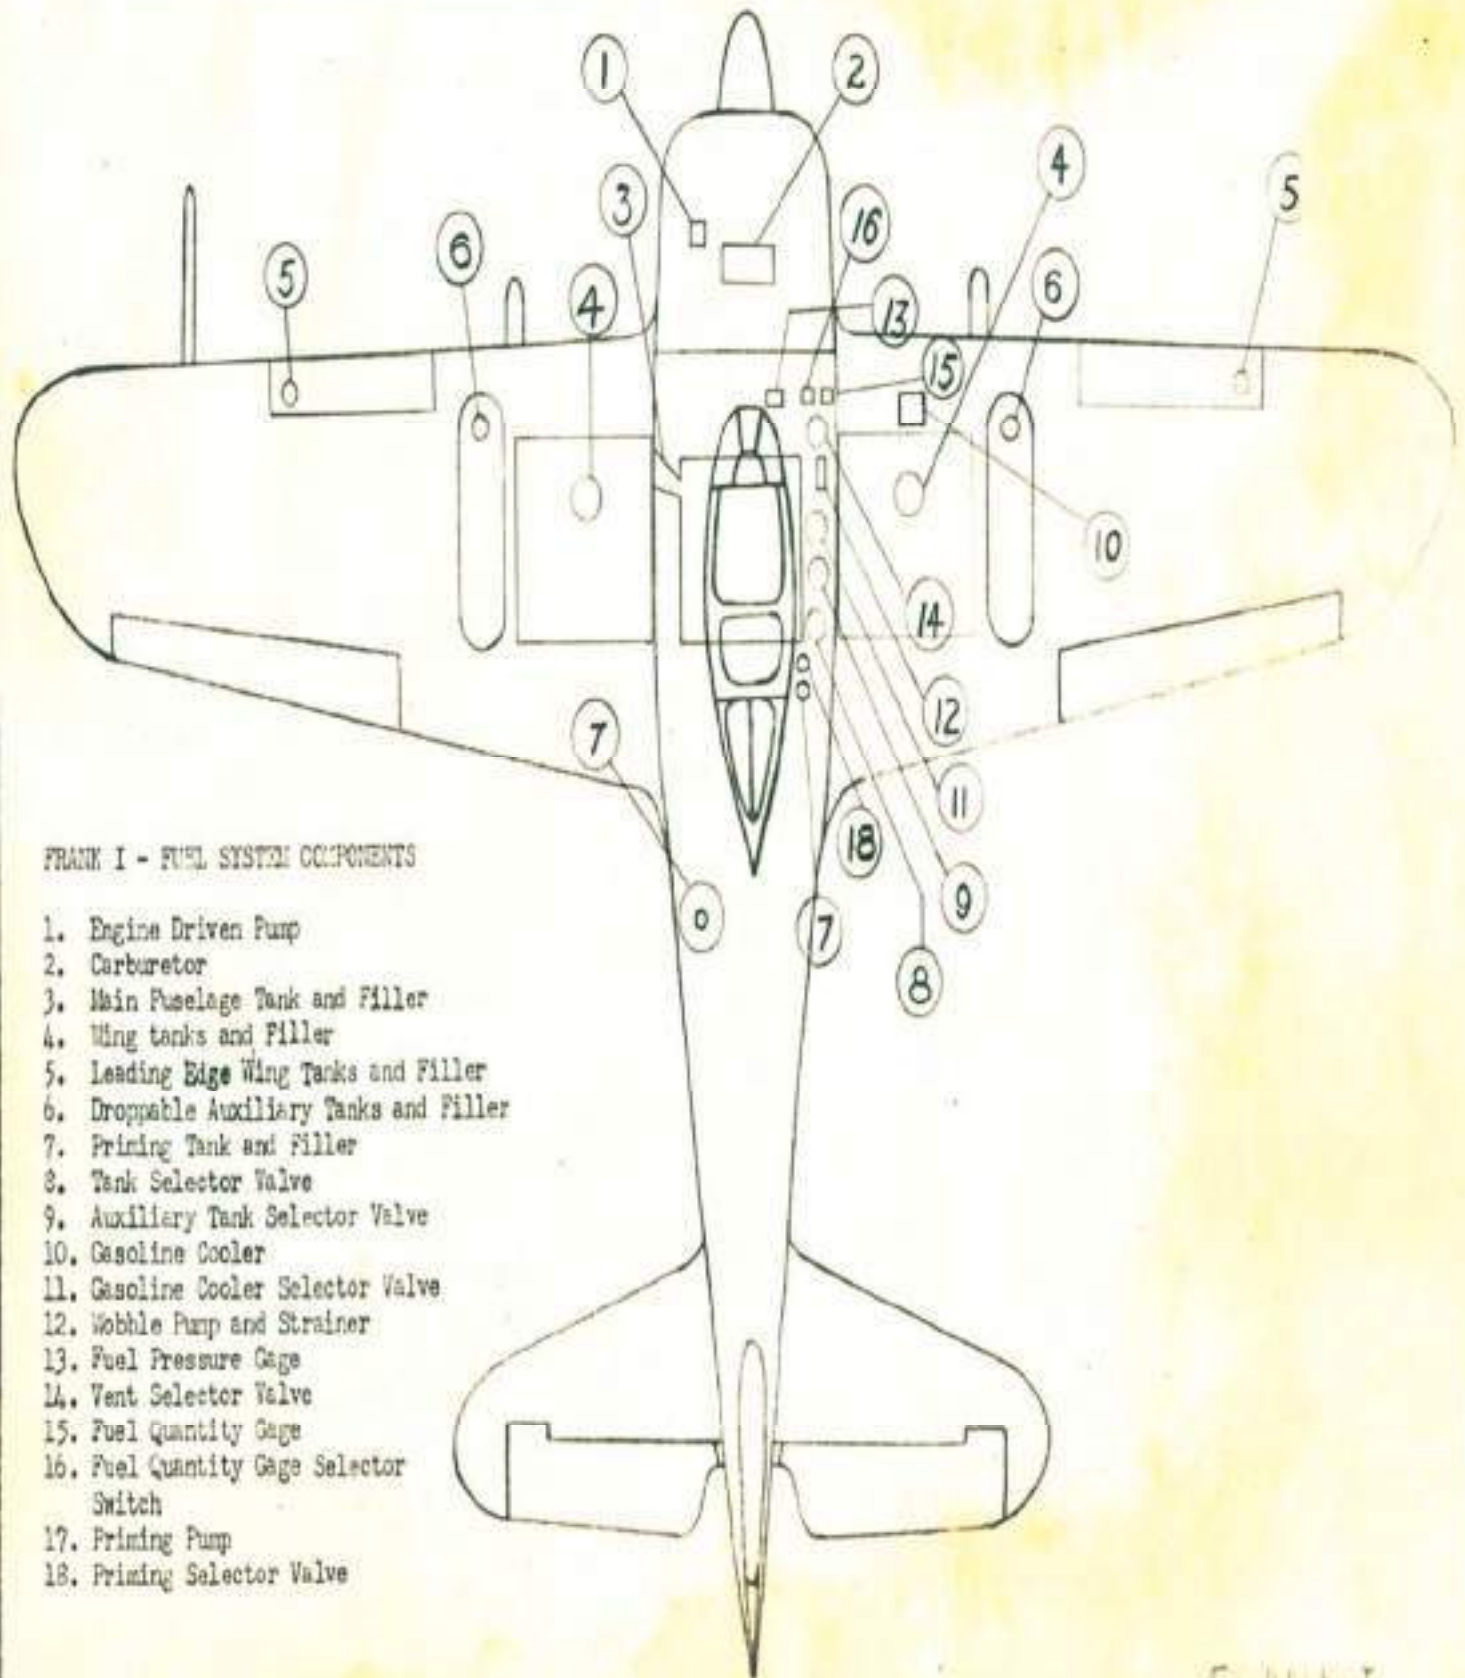 1
2
3
4
16
5
6
5
4
13
6
15
10
14
12
7
11
18
9
7
8
FRANK I - FUEL SYSTEM COMPONENTS
1. Engine Driven Pump
2. Carburetor
3. Main Fuselage Tank and Filler
4. Wing tanks and Filler
5. Leading Edge Wing Tanks and Filler
6. Droppable Auxiliary Tanks and Filler
7. Priming Tank and Filler
8. Tank Selector Valve
9. Auxiliary Tank Selector Valve
10. Gasoline Cooler
11. Gasoline Cooler Selector Valve
12. Wobble Pump and Strainer
13. Fuel Pressure Gage
14. Vent Selector Valve
15. Fuel Quantity Gage
16. Fuel Quantity Gage Selector
Switch
17. Priming Pump
18. Priming Selector Valve